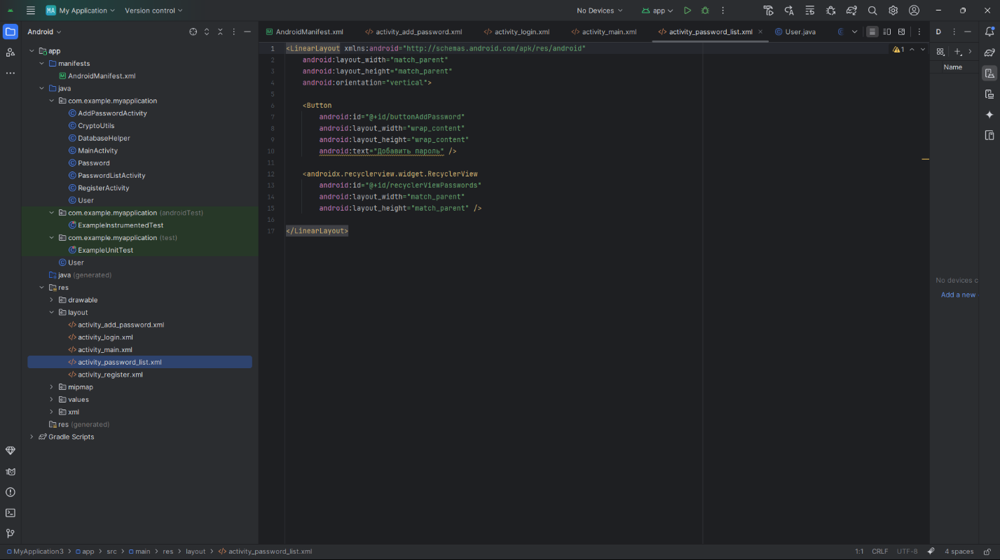 MA My Application Version control No Devices app
Android
AndroidManifest.xml activity_add_password.xml activity_login.xml activity_main.xml activity_password_list.xml User.java D
app
manifests
AndroidManifest.xml
java
com.example.myapplication
AddPasswordActivity
CryptoUtils
DatabaseHelper
MainActivity
Password
PasswordListActivity
RegisterActivity
User
com.example.myapplication (androidTest)
ExampleInstrumentedTest
com.example.myapplication (test)
ExampleUnitTest
User
java (generated)
res
drawable
layout
activity_add_password.xml
activity_login.xml
activity_main.xml
activity_password_list.xml
activity_register.xml
mipmap
values
xml
res (generated)
Gradle Scripts
1 <LinearLayout xmlns:android="http://schemas.android.com/apk/res/android"
2 android:layout_width="match_parent"
3 android:layout_height="match_parent"
4 android:orientation="vertical">
5
6 <Button
7 android:id="@+id/buttonAddPassword"
8 android:layout_width="wrap_content"
9 android:layout_height="wrap_content"
10 android:text="Добавить пароль" />
11
12 <androidx.recyclerview.widget.RecyclerView
13 android:id="@+id/recyclerViewPasswords"
14 android:layout_width="match_parent"
15 android:layout_height="match_parent" />
16
17 </LinearLayout>
1
Name
No devices c
Add a new
MyApplication3 > app > src > main > res > layout > activity_password_list.xml 1:1 CRLF UTF-8 4 spaces